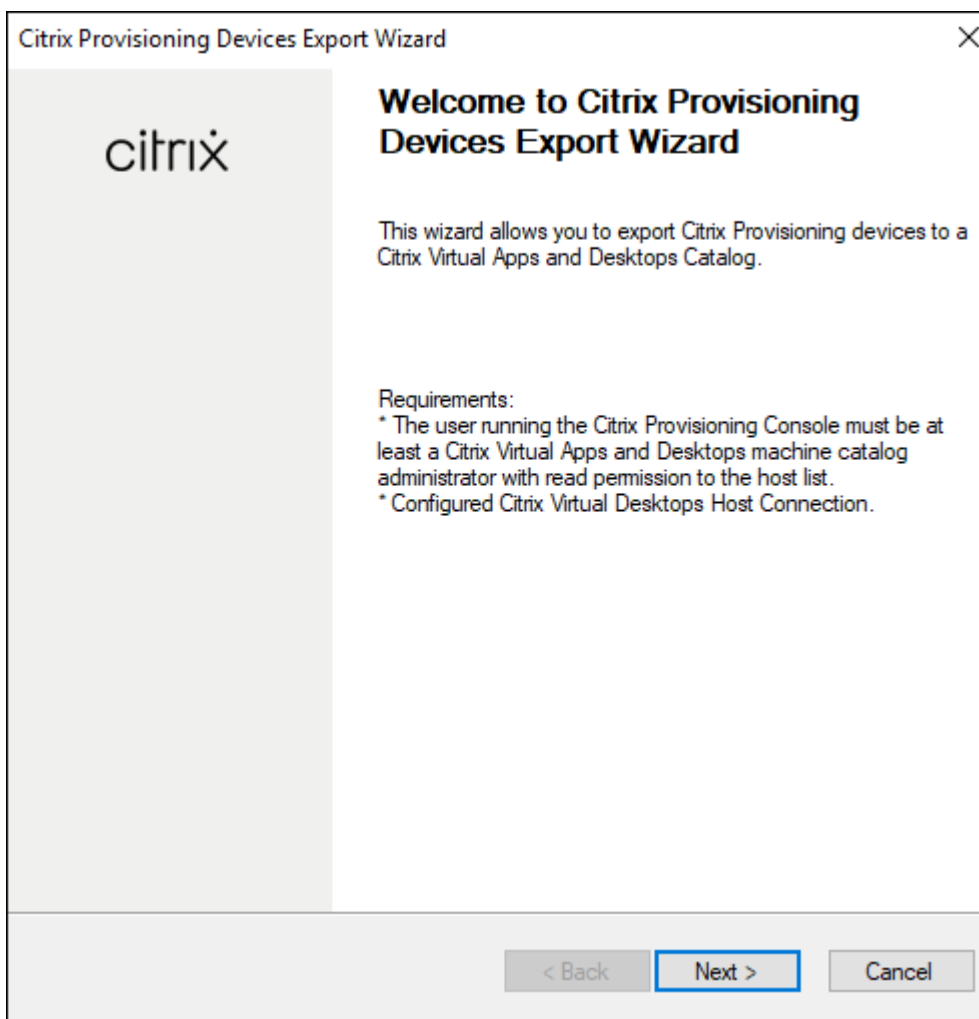 Citrix Provisioning Devices Export Wizard
citrix
Welcome to Citrix Provisioning
Devices Export Wizard
This wizard allows you to export Citrix Provisioning devices to a
Citrix Virtual Apps and Desktops Catalog.
Requirements:
* The user running the Citrix Provisioning Console must be at
least a Citrix Virtual Apps and Desktops machine catalog
administrator with read permission to the host list.
* Configured Citrix Virtual Desktops Host Connection.
< Back
Next >
Cancel